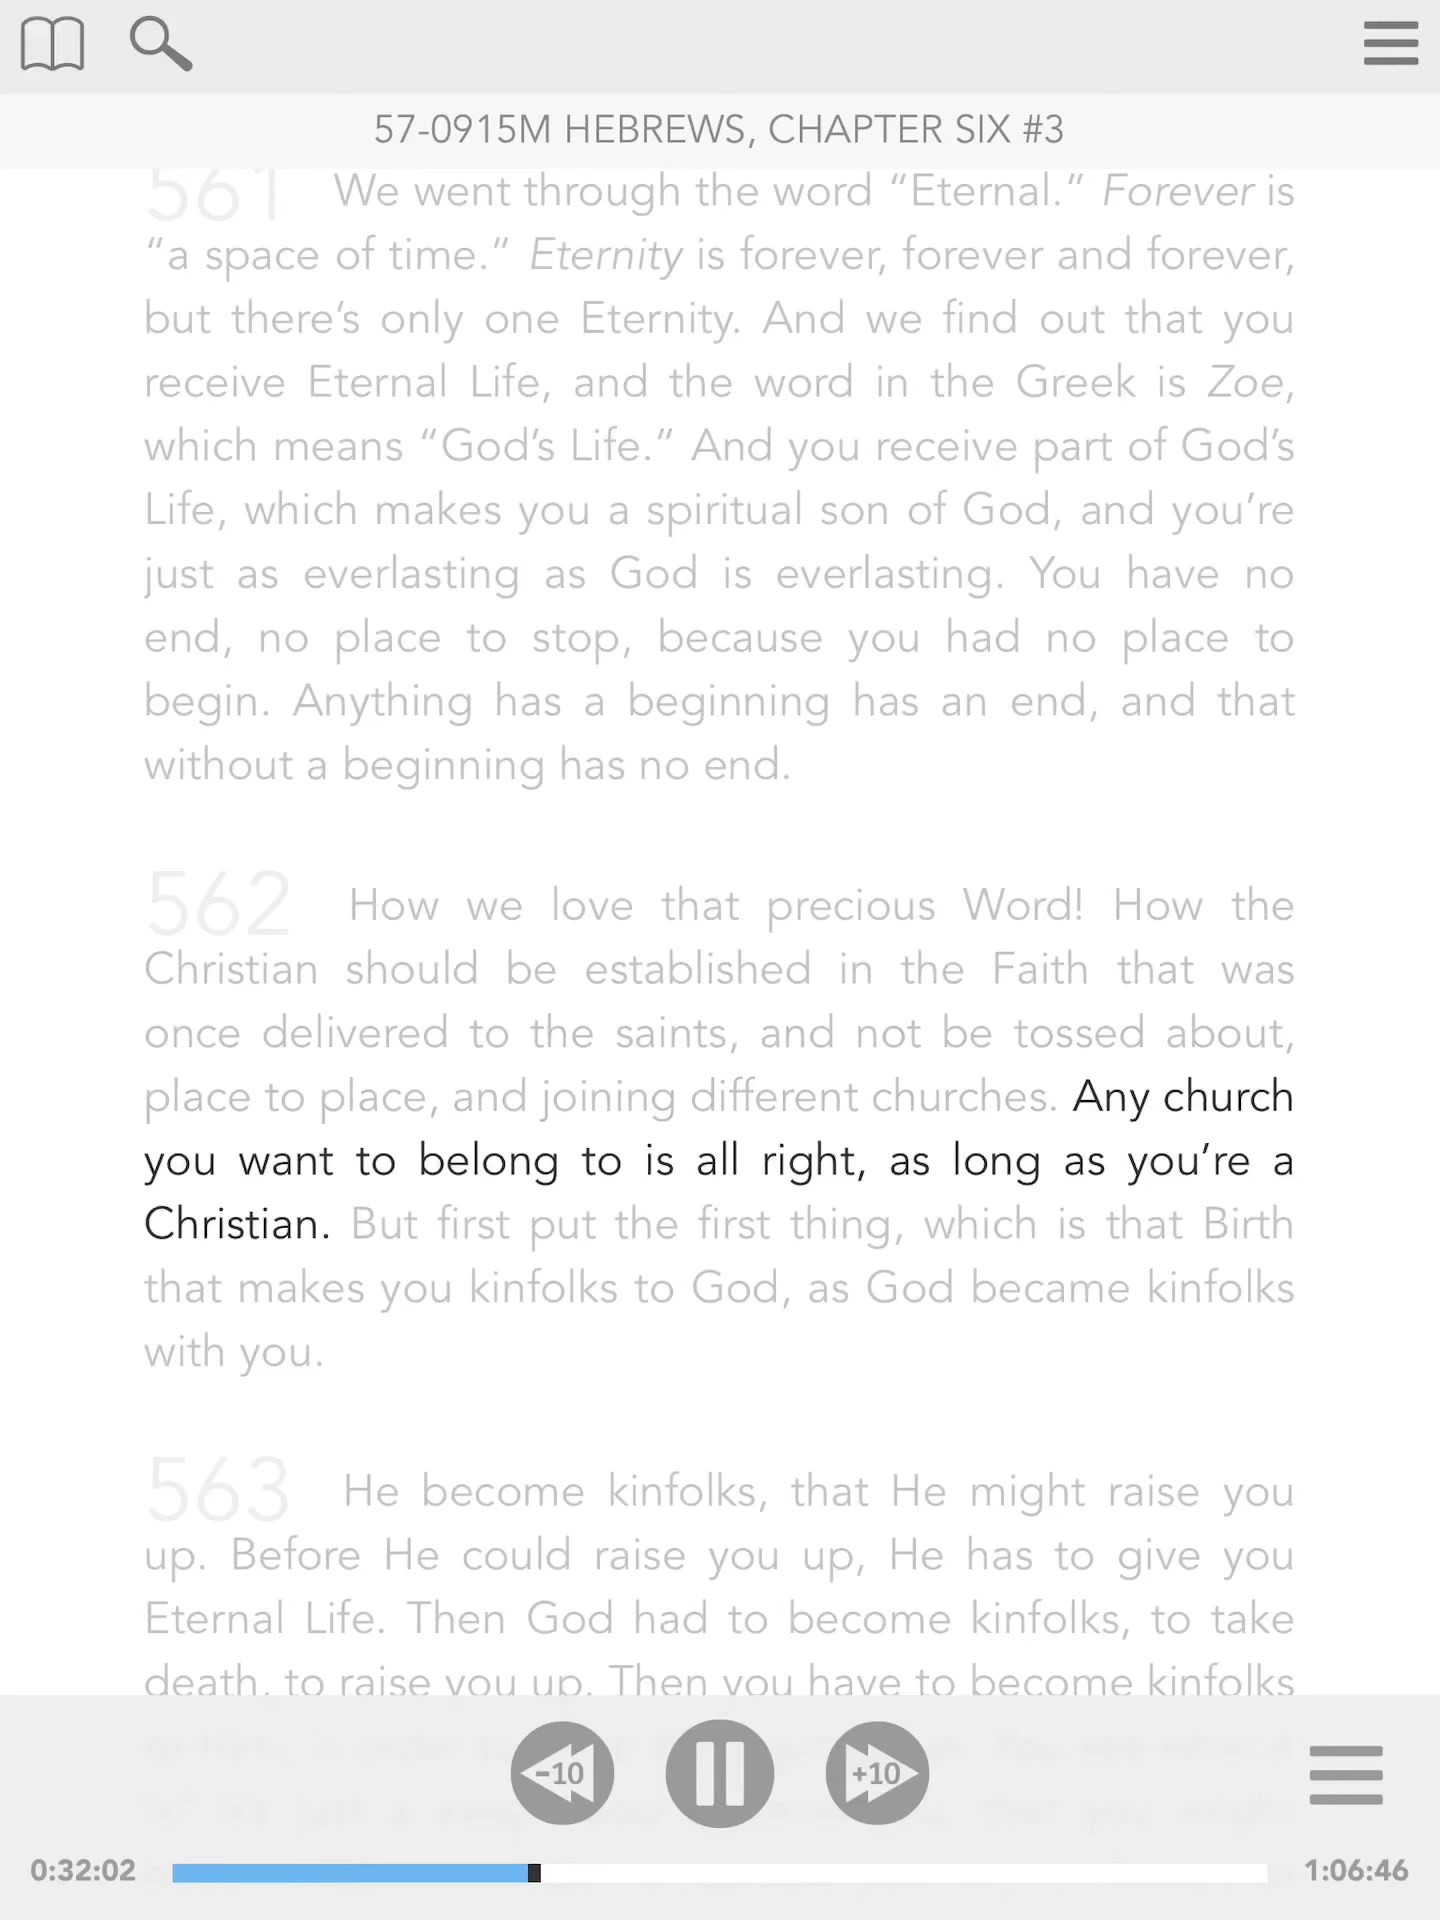 57-0915M HEBREWS, CHAPTER SIX #3
561 We went through the word “Eternal.” Forever is
“a space of time.” Eternity is forever, forever and forever,
but there’s only one Eternity. And we find out that you
receive Eternal Life, and the word in the Greek is Zoe,
which means “God’s Life.” And you receive part of God’s
Life, which makes you a spiritual son of God, and you’re
just as everlasting as God is everlasting. You have no
end, no place to stop, because you had no place to
begin. Anything has a beginning has an end, and that
without a beginning has no end.
562 How we love that precious Word! How the
Christian should be established in the Faith that was
once delivered to the saints, and not be tossed about,
place to place, and joining different churches. Any church
you want to belong to is all right, as long as you’re a
Christian. But first put the first thing, which is that Birth
that makes you kinfolks to God, as God became kinfolks
with you.
563 He become kinfolks, that He might raise you
up. Before He could raise you up, He has to give you
Eternal Life. Then God had to become kinfolks, to take
death, to raise you up. Then you have to become kinfolks
-10 +10
0:32:02 1:06:46